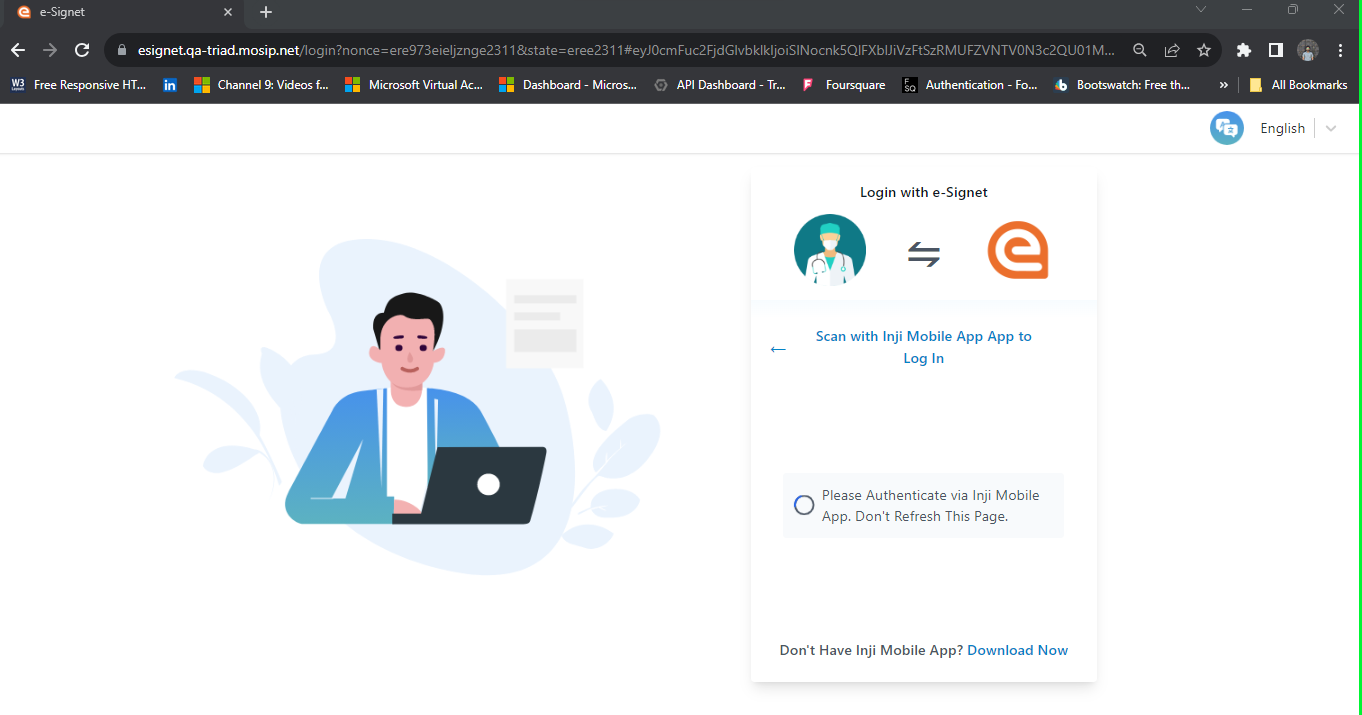 e-Signet
esignet.qa-triad.mosip.net/login?nonce=ere973eieljznge2311&state=eree2311#eyJ0cmFuc2FjdGlvbklkIjoiSlNocnk5QlFXblJiVzFtSzRMUFZVNTV0N3c2QU01M...
W3 Free Responsive HT...
in
Channel 9: Videos f...
Microsoft Virtual Ac...
Dashboard - Micros...
API Dashboard - Tr...
Foursquare
FSQ Authentication - Fo...
Bootswatch: Free th...
»
All Bookmarks
English
Login with e-Signet
Scan with Inji Mobile App App to
Log In
Please Authenticate via Inji Mobile
App. Don't Refresh This Page.
Don't Have Inji Mobile App? Download Now